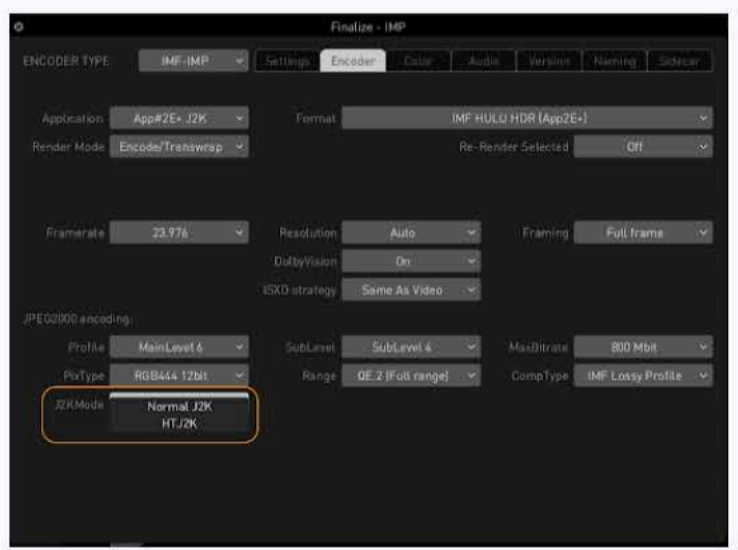 Finalize - IMP
ENCODER TYPE IMF-IMP Settings Encoder Color Audio Version Naming Sidecar
Application App#2E+ J2K Format IMF HULU HDR (App2E+)
Render Mode Encode/Transwrap Re-Render Selected Off
Framerate 23.976 Resolution Auto Framing Full frame
DolbyVision On
ISXD strategy Same As Video
JPEG2000 encoding:
Profile MainLevel 6 SubLevel SubLevel 4 MaxBitrate 800 Mbit
PixType RGB444 12bit Range QE.2 (Full range) CompType IMF Lossy Profile
J2KMode Normal J2K
HTJ2K